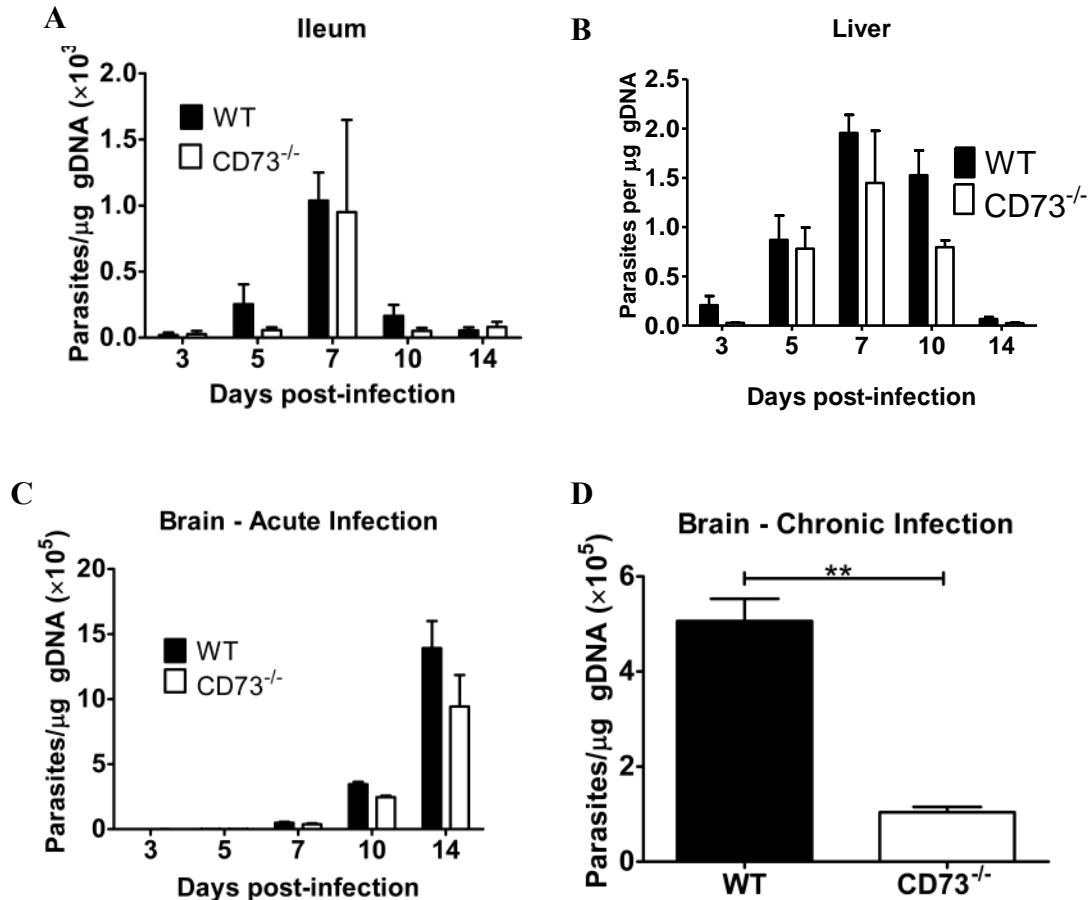 A
Ileum
Parasites/μg gDNA (×10³
2.0
1.5
1.0
0.5
0.0
WT
CD73-/-
3 5 7 10 14
Days post-infection
B
Liver
Parasites per μg gDNA
2.5
2.0
1.5
1.0
0.5
0.0
WT
CD73-/-
3 5 7 10 14
Days post-infection
C
Brain - Acute Infection
Parasites/μg gDNA (×10⁵)
20
15
10
5
0
WT
CD73-/-
3 5 7 10 14
Days post-infection
D
Brain - Chronic Infection
Parasites/μg gDNA (×10⁵)
6
4
2
0
**
WT CD73-/-